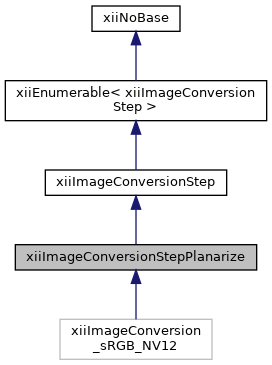 xiiNoBase
xiiEnumerable< xiiImageConversion
Step >
xiiImageConversionStep
xiiImageConversionStepPlanarize
xiiImageConversion
_sRGB_NV12